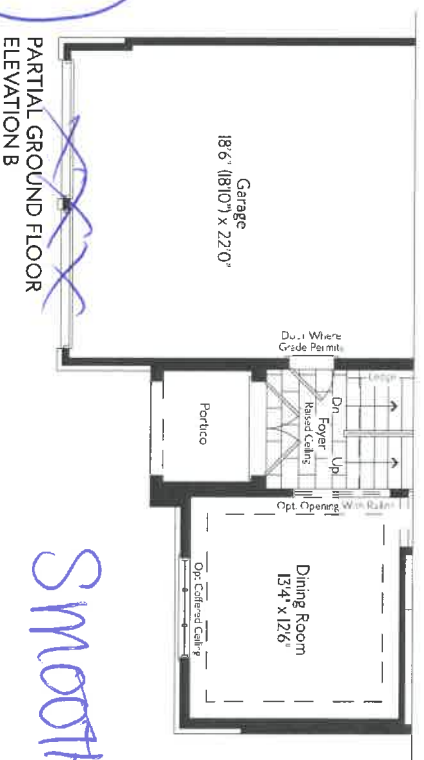 Garage
18'6" (18'10") x 22'0"
Door Where
Grade Permits
Ledge
Dn
Up
Foyer
Raised Ceiling
Portico
Opt. Opening With Railing
Dining Room
13'4" x 12'6"
Opt Coffered Ceiling
PARTIAL GROUND FLOOR
ELEVATION B
SMOOTH